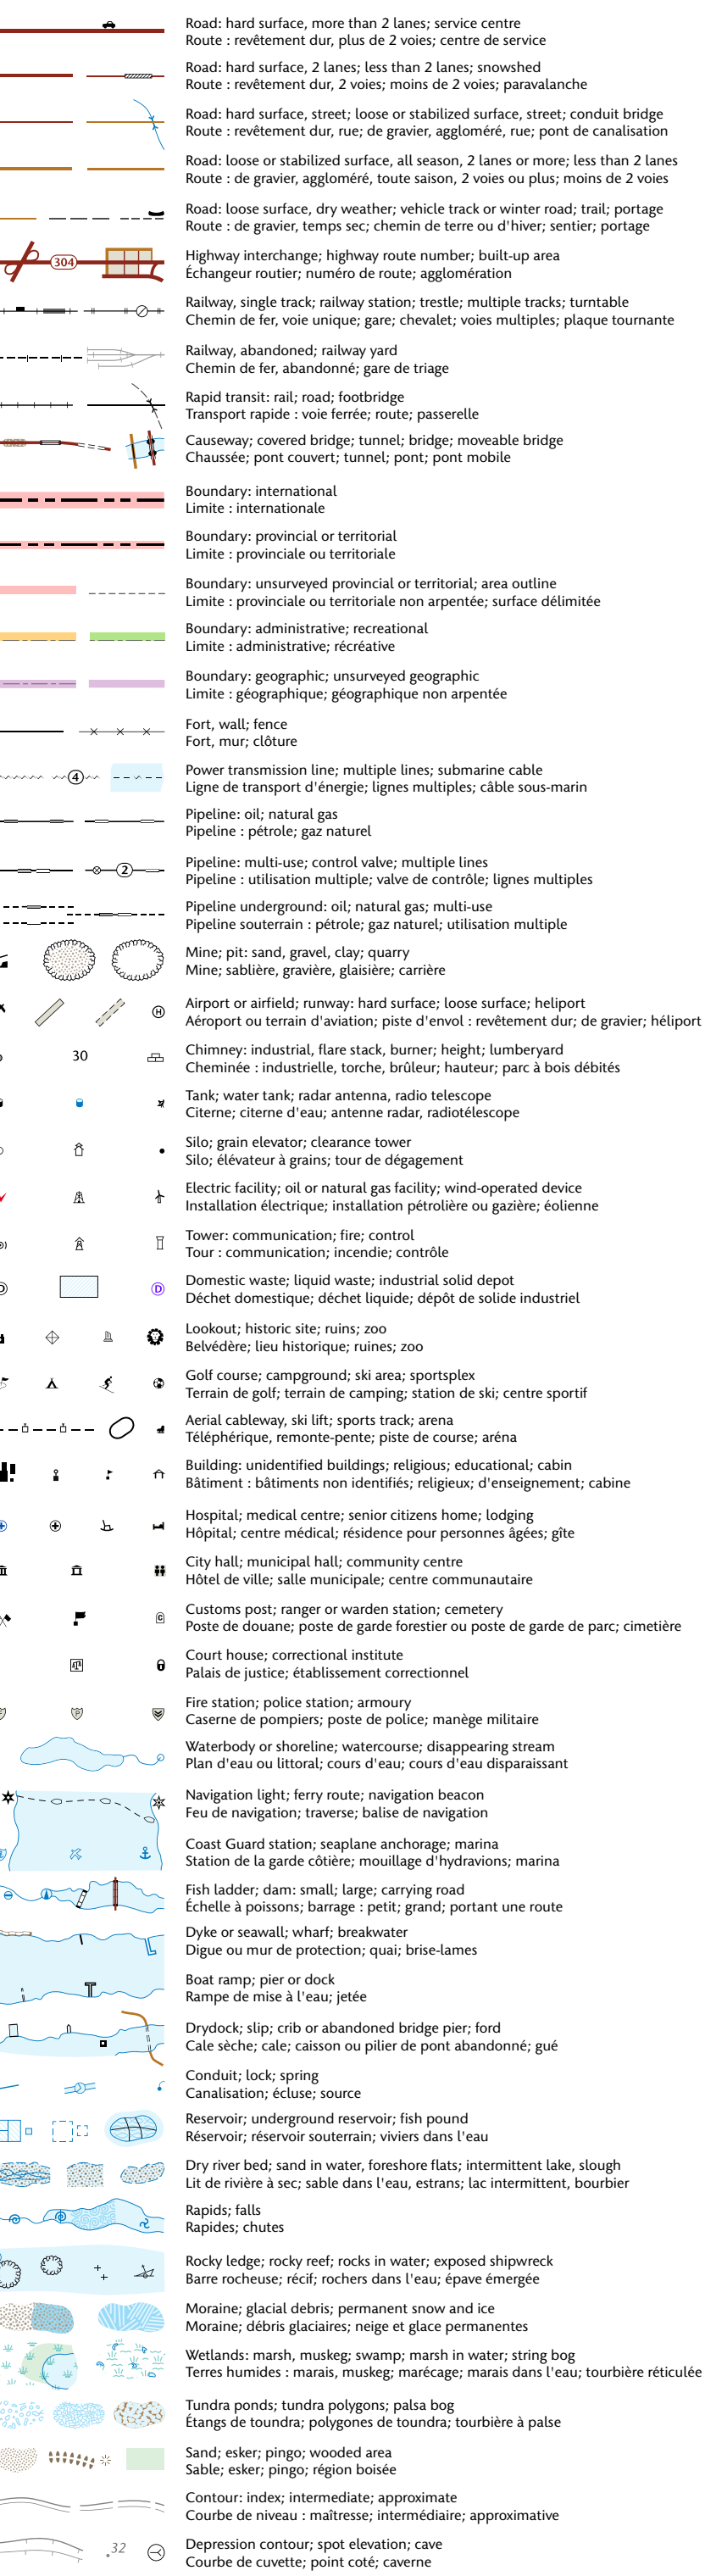 Road: hard surface, more than 2 lanes; service centre
Route : revêtement dur, plus de 2 voies; centre de service
Road: hard surface, 2 lanes; less than 2 lanes; snowshed
Route : revêtement dur, 2 voies; moins de 2 voies; paravalanche
Road: hard surface, street; loose or stabilized surface, street; conduit bridge
Route : revêtement dur, rue; de gravier, aggloméré, rue; pont de canalisation
Road: loose or stabilized surface, all season, 2 lanes or more; less than 2 lanes
Route : de gravier, aggloméré, toute saison, 2 voies ou plus; moins de 2 voies
Road: loose surface, dry weather; vehicle track or winter road; trail; portage
Route : de gravier, temps sec; chemin de terre ou d'hiver; sentier; portage
304
Highway interchange; highway route number; built-up area
Échangeur routier; numéro de route; agglomération
Railway, single track; railway station; trestle; multiple tracks; turntable
Chemin de fer, voie unique; gare; chevalet; voies multiples; plaque tournante
Railway, abandoned; railway yard
Chemin de fer, abandonné; gare de triage
Rapid transit: rail; road; footbridge
Transport rapide : voie ferrée; route; passerelle
Causeway; covered bridge; tunnel; bridge; moveable bridge
Chaussée; pont couvert; tunnel; pont; pont mobile
Boundary: international
Limite : internationale
Boundary: provincial or territorial
Limite : provinciale ou territoriale
Boundary: unsurveyed provincial or territorial; area outline
Limite : provinciale ou territoriale non arpentée; surface délimitée
Boundary: administrative; recreational
Limite : administrative; récréative
Boundary: geographic; unsurveyed geographic
Limite : géographique; géographique non arpentée
Fort, wall; fence
Fort, mur; clôture
4
Power transmission line; multiple lines; submarine cable
Ligne de transport d'énergie; lignes multiples; câble sous-marin
Pipeline: oil; natural gas
Pipeline : pétrole; gaz naturel
2
Pipeline: multi-use; control valve; multiple lines
Pipeline : utilisation multiple; valve de contrôle; lignes multiples
Pipeline underground: oil; natural gas; multi-use
Pipeline souterrain : pétrole; gaz naturel; utilisation multiple
Mine; pit: sand, gravel, clay; quarry
Mine; sablière, gravière, glaisière; carrière
H
Airport or airfield; runway: hard surface; loose surface; heliport
Aéroport ou terrain d'aviation; piste d'envol : revêtement dur; de gravier; héliport
30
Chimney: industrial, flare stack, burner; height; lumberyard
Cheminée : industrielle, torche, brûleur; hauteur; parc à bois débités
Tank; water tank; radar antenna, radio telescope
Citerne; citerne d'eau; antenne radar, radiotélescope
Silo; grain elevator; clearance tower
Silo; élévateur à grains; tour de dégagement
Electric facility; oil or natural gas facility; wind-operated device
Installation électrique; installation pétrolière ou gazière; éolienne
Tower: communication; fire; control
Tour : communication; incendie; contrôle
D D
Domestic waste; liquid waste; industrial solid depot
Déchet domestique; déchet liquide; dépôt de solide industriel
Lookout; historic site; ruins; zoo
Belvédère; lieu historique; ruines; zoo
Golf course; campground; ski area; sportsplex
Terrain de golf; terrain de camping; station de ski; centre sportif
Aerial cableway, ski lift; sports track; arena
Téléphérique, remonte-pente; piste de course; aréna
Building: unidentified buildings; religious; educational; cabin
Bâtiment : bâtiments non identifiés; religieux; d'enseignement; cabine
Hospital; medical centre; senior citizens home; lodging
Hôpital; centre médical; résidence pour personnes âgées; gîte
City hall; municipal hall; community centre
Hôtel de ville; salle municipale; centre communautaire
C
Customs post; ranger or warden station; cemetery
Poste de douane; poste de garde forestier ou poste de garde de parc; cimetière
Court house; correctional institute
Palais de justice; établissement correctionnel
P
Fire station; police station; armoury
Caserne de pompiers; poste de police; manège militaire
Waterbody or shoreline; watercourse; disappearing stream
Plan d'eau ou littoral; cours d'eau; cours d'eau disparaissant
Navigation light; ferry route; navigation beacon
Feu de navigation; traverse; balise de navigation
Coast Guard station; seaplane anchorage; marina
Station de la garde côtière; mouillage d'hydravions; marina
Fish ladder; dam: small; large; carrying road
Échelle à poissons; barrage : petit; grand; portant une route
Dyke or seawall; wharf; breakwater
Digue ou mur de protection; quai; brise-lames
Boat ramp; pier or dock
Rampe de mise à l'eau; jetée
Drydock; slip; crib or abandoned bridge pier; ford
Cale sèche; cale; caisson ou pilier de pont abandonné; gué
Conduit; lock; spring
Canalisation; écluse; source
Reservoir; underground reservoir; fish pound
Réservoir; réservoir souterrain; viviers dans l'eau
Dry river bed; sand in water, foreshore flats; intermittent lake, slough
Lit de rivière à sec; sable dans l'eau, estrans; lac intermittent, bourbier
Rapids; falls
Rapides; chutes
Rocky ledge; rocky reef; rocks in water; exposed shipwreck
Barre rocheuse; récif; rochers dans l'eau; épave émergée
Moraine; glacial debris; permanent snow and ice
Moraine; débris glaciaires; neige et glace permanentes
Wetlands: marsh, muskeg; swamp; marsh in water; string bog
Terres humides : marais, muskeg; marécage; marais dans l'eau; tourbière réticulée
Tundra ponds; tundra polygons; palsa bog
Étangs de toundra; polygones de toundra; tourbière à palse
Sand; esker; pingo; wooded area
Sable; esker; pingo; région boisée
Contour: index; intermediate; approximate
Courbe de niveau : maîtresse; intermédiaire; approximative
.32
Depression contour; spot elevation; cave
Courbe de cuvette; point coté; caverne